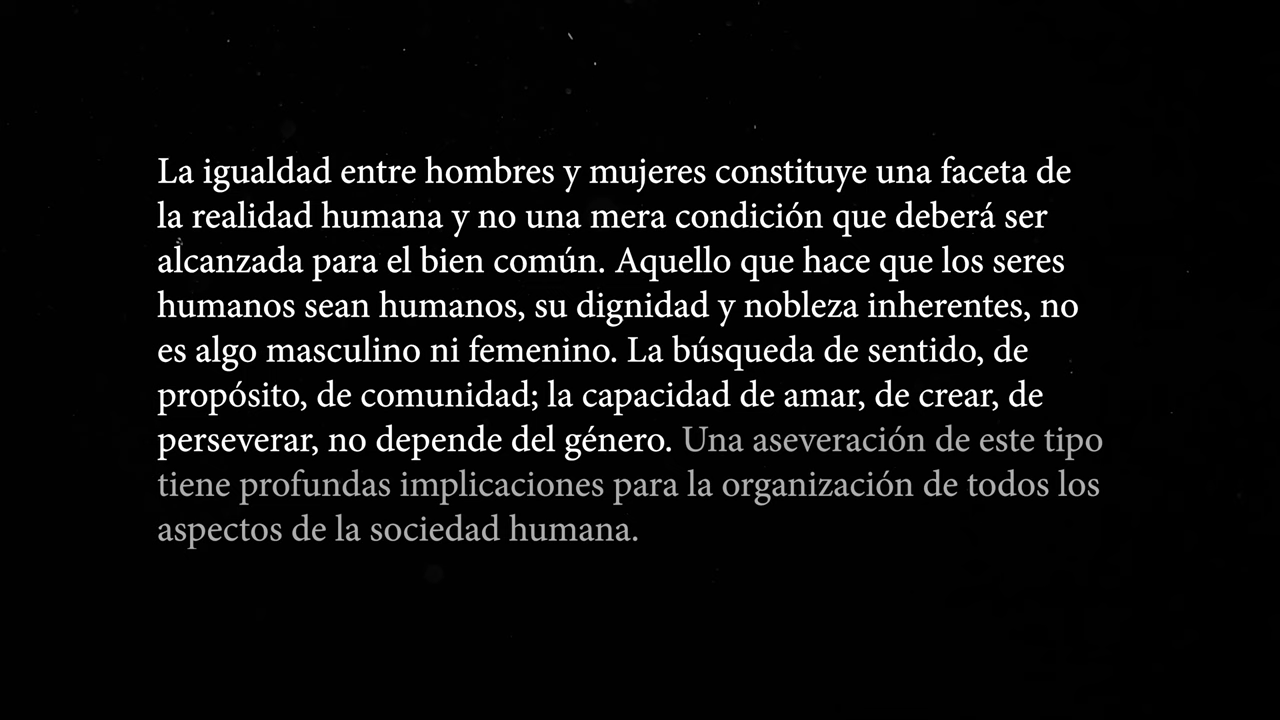 La igualdad entre hombres y mujeres constituye una faceta de
la realidad humana y no una mera condición que deberá ser
alcanzada para el bien común. Aquello que hace que los seres
humanos sean humanos, su dignidad y nobleza inherentes, no
es algo masculino ni femenino. La búsqueda de sentido, de
propósito, de comunidad; la capacidad de amar, de crear, de
perseverar, no depende del género. Una aseveración de este tipo
tiene profundas implicaciones para la organización de todos los
aspectos de la sociedad humana.